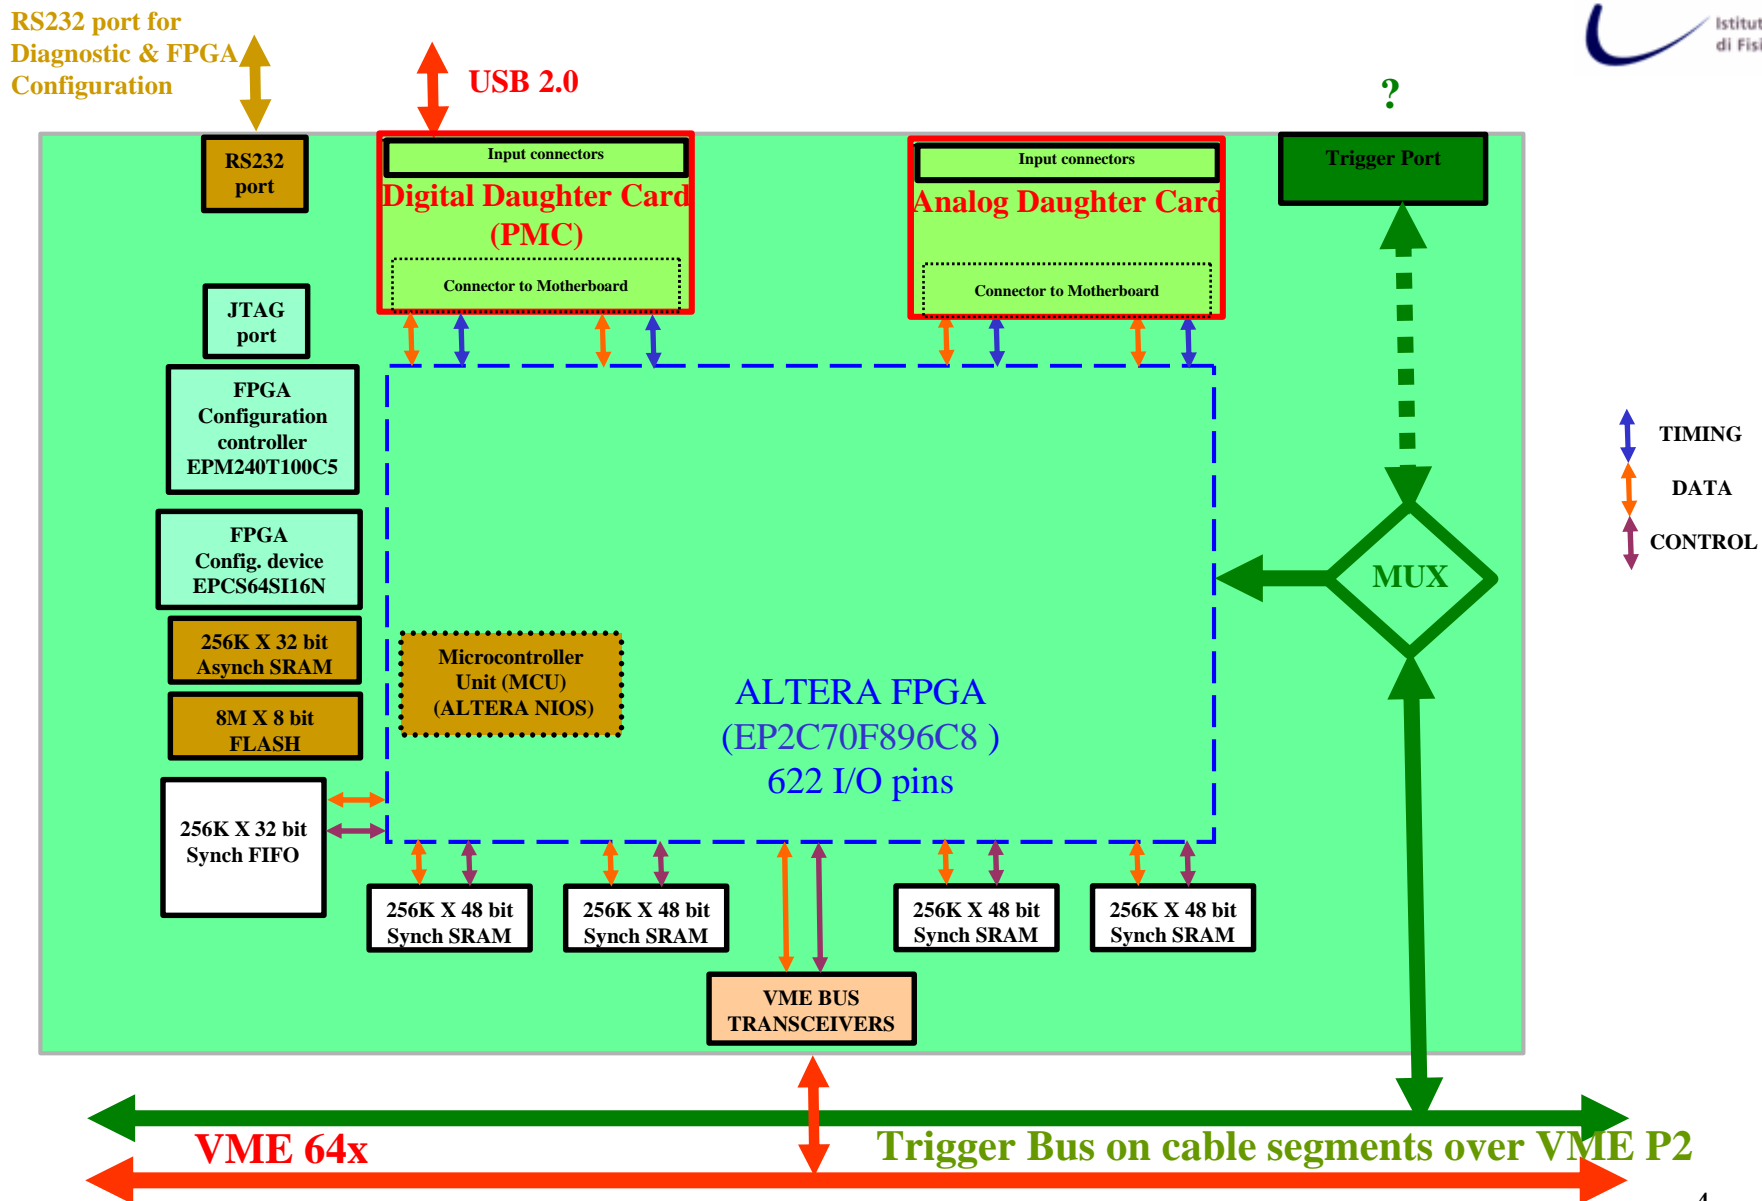 RS232 port for
Diagnostic & FPGA
Configuration
USB 2.0
?
RS232
port
Input connectors
Digital Daughter Card
(PMC)
Connector to Motherboard
Input connectors
Analog Daughter Card
Connector to Motherboard
Trigger Port
JTAG
port
FPGA
Configuration
controller
EPM240T100C5
FPGA
Config. device
EPCS64SI16N
256K X 32 bit
Asynch SRAM
8M X 8 bit
FLASH
256K X 32 bit
Synch FIFO
Microcontroller
Unit (MCU)
(ALTERA NIOS)
ALTERA FPGA
(EP2C70F896C8 )
622 I/O pins
MUX
TIMING
DATA
CONTROL
256K X 48 bit
Synch SRAM
256K X 48 bit
Synch SRAM
256K X 48 bit
Synch SRAM
256K X 48 bit
Synch SRAM
VME BUS
TRANSCEIVERS
VME 64x
Trigger Bus on cable segments over VME P2